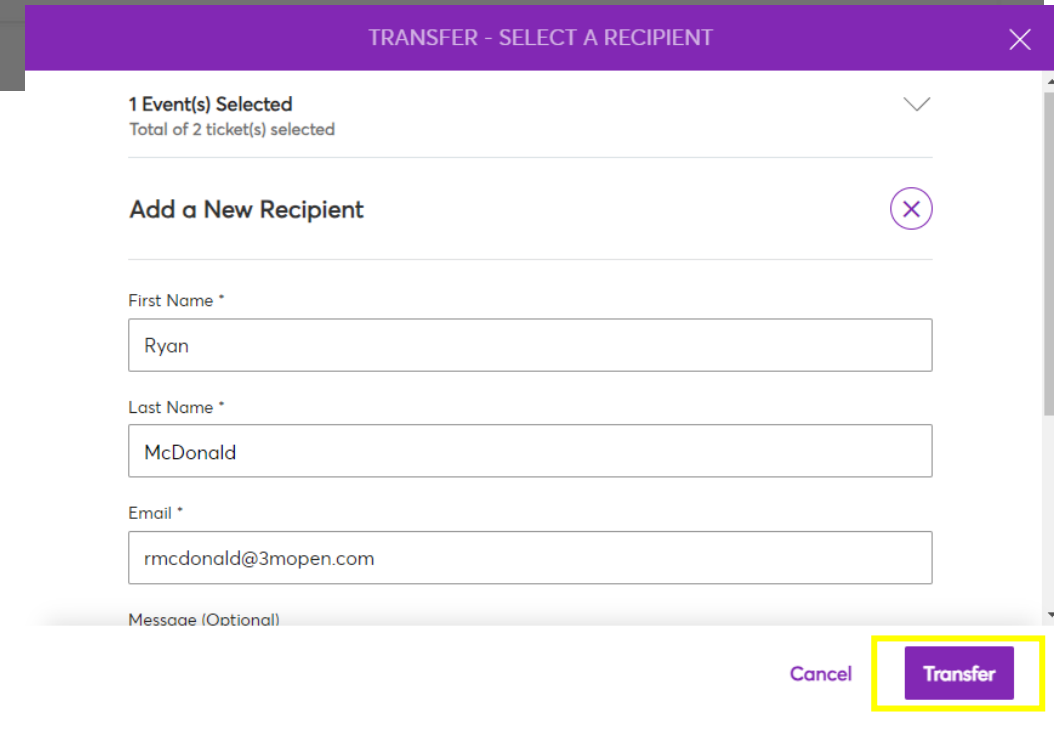 TRANSFER - SELECT A RECIPIENT
1 Event(s) Selected
Total of 2 ticket(s) selected
Add a New Recipient
First Name *
Ryan
Last Name *
McDonald
Email *
rmcdonald@3mopen.com
Message (Optional)
Cancel
Transfer